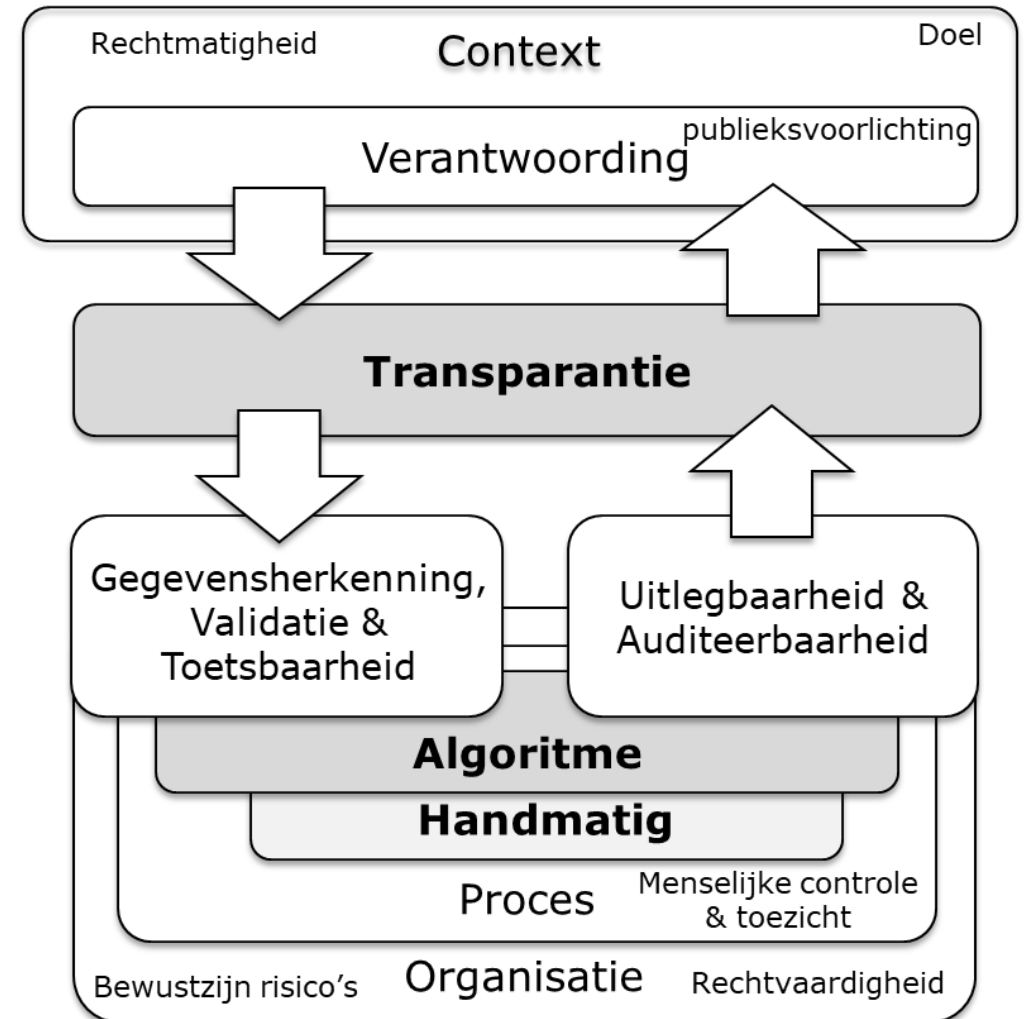 Rechtmatigheid
Context
Doel
publieksvoorlichting
Verantwoording
Transparantie
Gegevensherkenning,
Validatie &
Toetsbaarheid
Uitlegbaarheid &
Auditeerbaarheid
Algoritme
Handmatig
Proces
Menselijke controle
& toezicht
Bewustzijn risico’s
Organisatie
Rechtvaardigheid